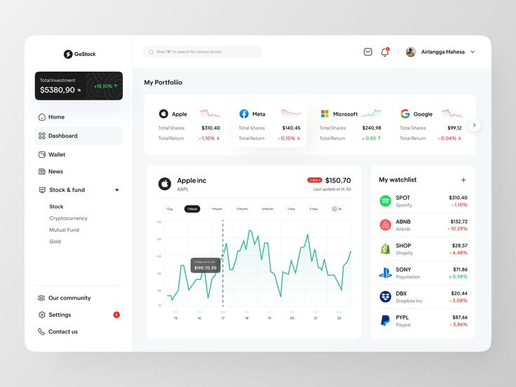 GoStock
Press "⌘" to search for various stocks
Airlangga Mahesa
Total Investment
$5380,90
+18,10%
Home
Dashboard
Wallet
News
Stock & fund
Stock
Cryptocurrency
Mutual Fund
Gold
Our community
Settings
Contact us
My Portfoliio
Apple
Total Shares $310,40
Total Return -1,10% ↓
Meta
Total Shares $140,45
Total Return -0,10% ↓
Microsoft
Total Shares $240,98
Total Return + 0,85 ↑
Google
Total Shares $99,12
Total Return -0,04% ↓
Apple inc
AAPL
$150,70
Last update at 14.30
1 Day
1 Week
1 Month
3 Month
6 Month
1 Year
5 Year
All
$190,70.90
15 16 17 18 19 20 21 22
My watchlist +
SPOT $310,40
Spotify -1,10%
ABNB $132,72
Airbnb -10,29%
SHOP $28,57
Shopify -6,48%
SONY $71,86
Playstation +0,98%
DBX $20,44
Dropbox Inc -3,08%
PYPL $87,66
Paypal -3,86%